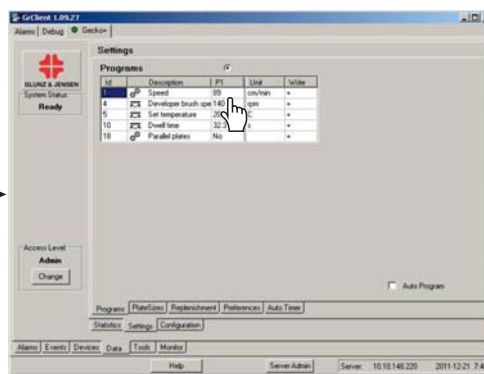 GrClient 1.09.27
Alarms Debug Gecko+
Settings
GLUNZ & JENSEN
System Status
Ready
Programs
Id Description P1 Unit Write
1 Speed 89 cm/min +
4 Developer brush spe 140 rpm +
5 Set temperature C +
10 Dwell time 32.3 s +
18 Parallel plates No +
Access Level
Admin
Change
Auto Program
Programs PlateSizes Replenishment Preferences Auto Timer
Statistics Settings Configuration
Alarms Events Devices Data Tools Monitor
Help Server Admin Server: 10.10.148.220 2011-12-21